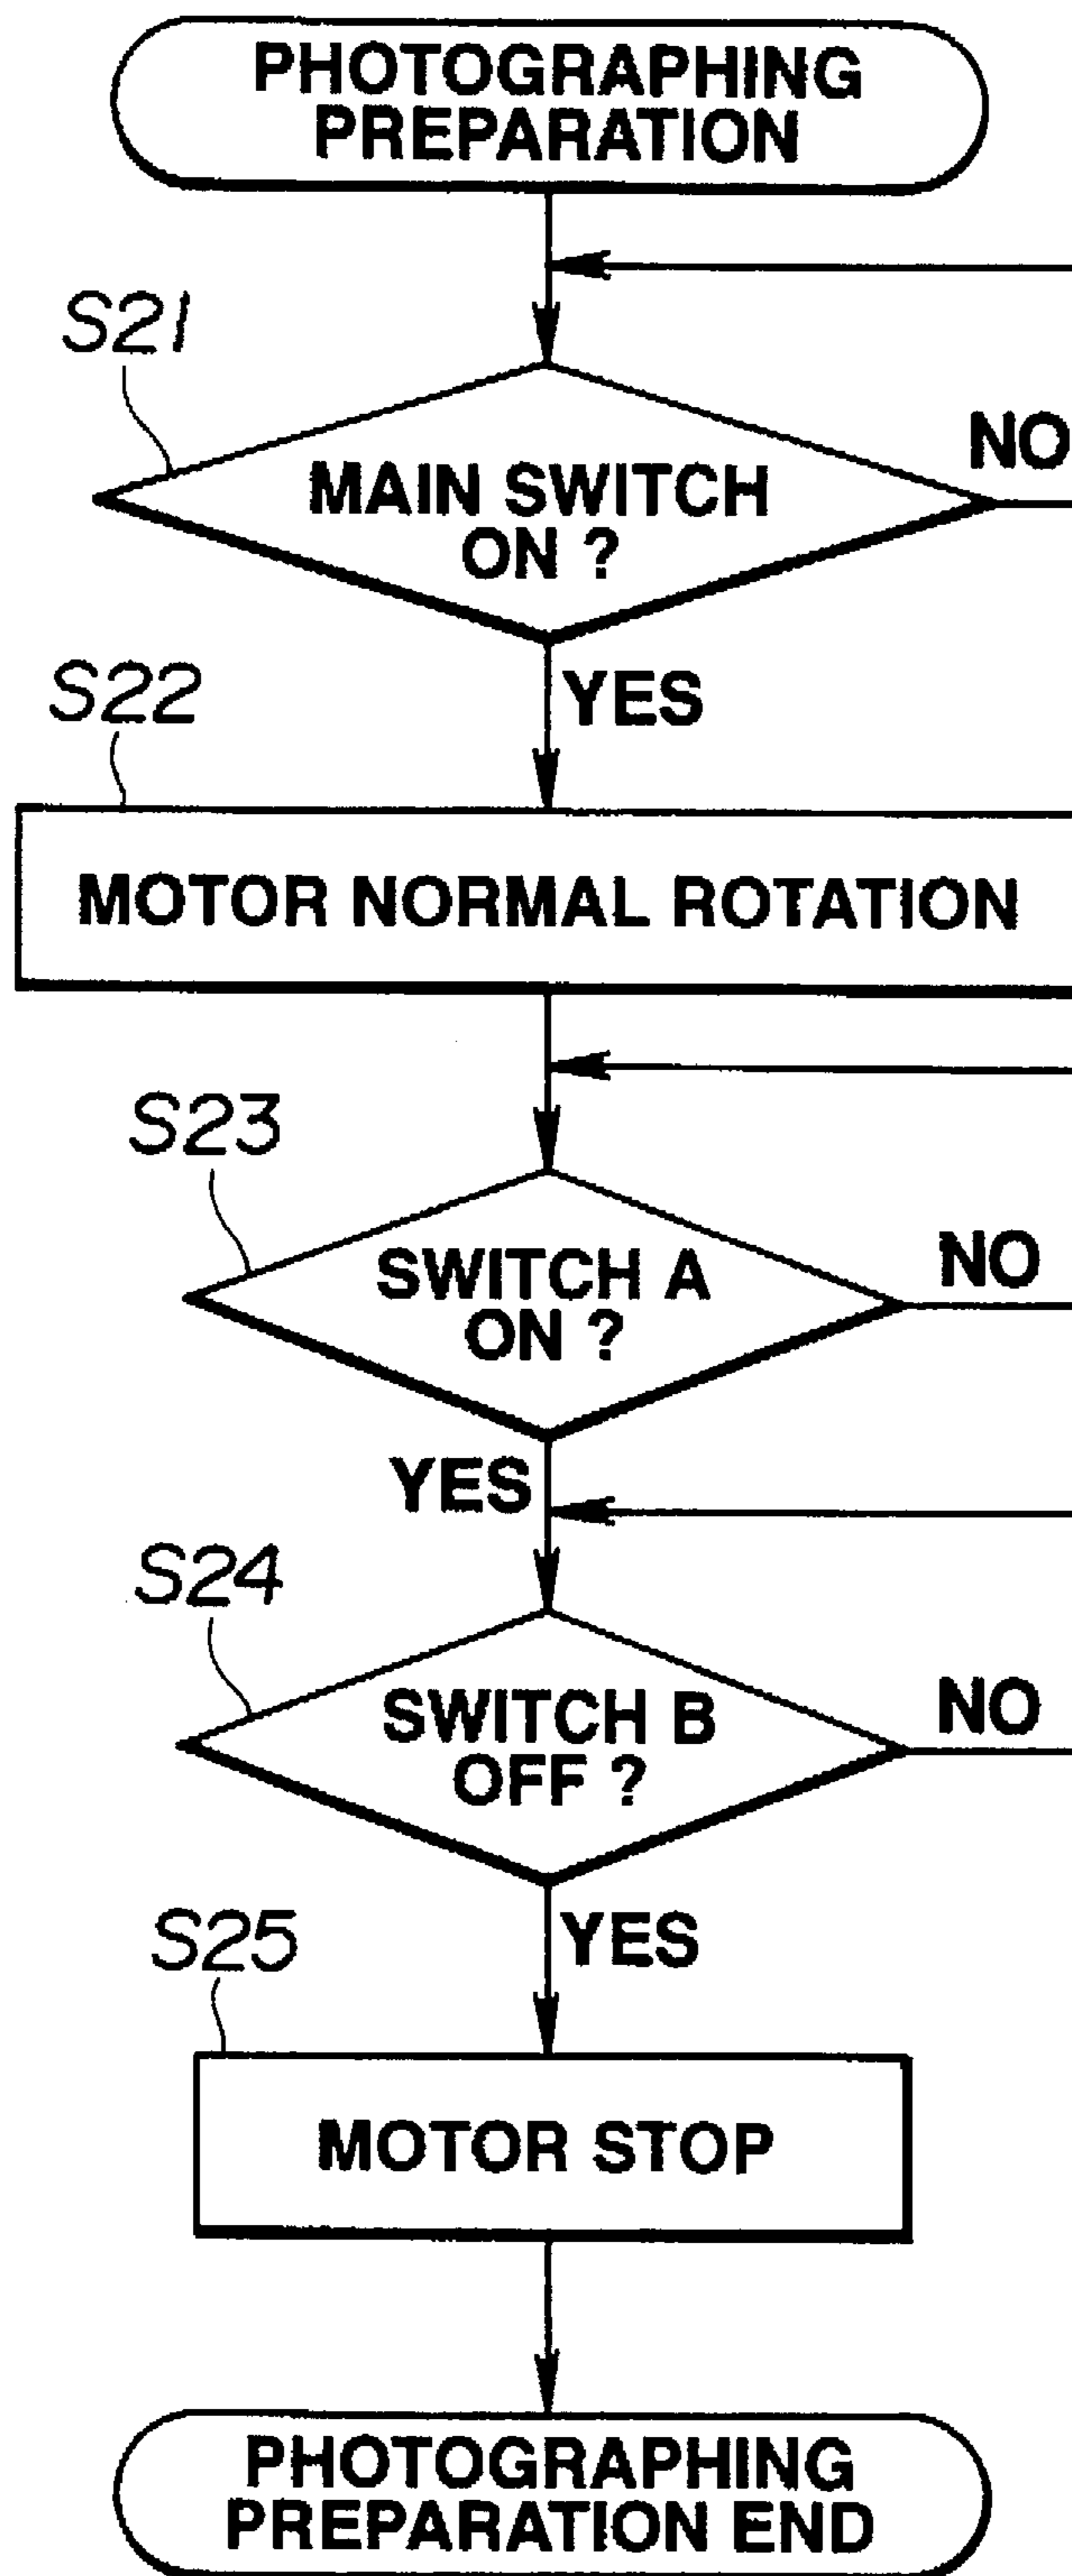 PHOTOGRAPHING
PREPARATION
S21
NO
MAIN SWITCH
ON ?
S22
YES
MOTOR NORMAL ROTATION
S23
NO
SWITCH A
ON ?
YES
S24
NO
SWITCH B
OFF ?
S25
YES
MOTOR STOP
PHOTOGRAPHING
PREPARATION END